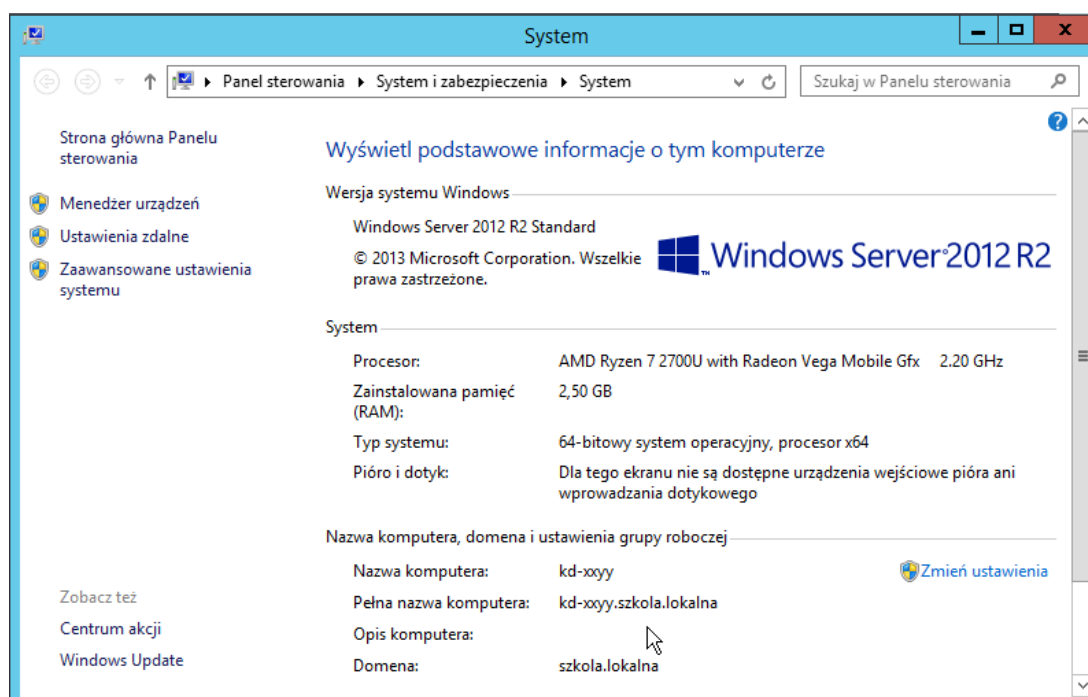 System
Panel sterowania System i zabezpieczenia System
Szukaj w Panelu sterowania
Strona główna Panelu
sterowania
Menedżer urządzeń
Ustawienia zdalne
Zaawansowane ustawienia
systemu
Zobacz też
Centrum akcji
Windows Update
Wyświetl podstawowe informacje o tym komputerze
Wersja systemu Windows
Windows Server 2012 R2 Standard
© 2013 Microsoft Corporation. Wszelkie
prawa zastrzeżone.
Windows Server 2012 R2
System
Procesor: AMD Ryzen 7 2700U with Radeon Vega Mobile Gfx 2.20 GHz
Zainstalowana pamięć 2,50 GB
(RAM):
Typ systemu: 64-bitowy system operacyjny, procesor x64
Pióro i dotyk: Dla tego ekranu nie są dostępne urządzenia wejściowe pióra ani
wprowadzania dotykowego
Nazwa komputera, domena i ustawienia grupy roboczej
Nazwa komputera: kd-xxyy Zmień ustawienia
Pełna nazwa komputera: kd-xxyy.szkola.lokalna
Opis komputera:
Domena: szkola.lokalna